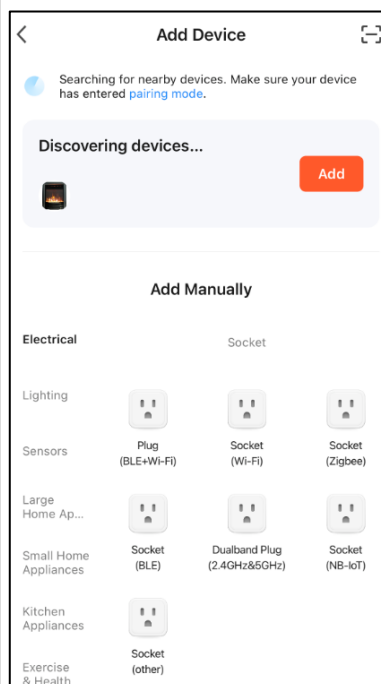 Add Device
Searching for nearby devices. Make sure your device
has entered pairing mode.
Discovering devices...
Add
Add Manually
Electrical
Socket
Lighting
Sensors
Large
Home Ap...
Small Home
Appliances
Kitchen
Appliances
Exercise
& Health
Plug
(BLE+Wi-Fi)
Socket
(Wi-Fi)
Socket
(Zigbee)
Socket
(BLE)
Dualband Plug
(2.4GHz&5GHz)
Socket
(NB-IoT)
Socket
(other)